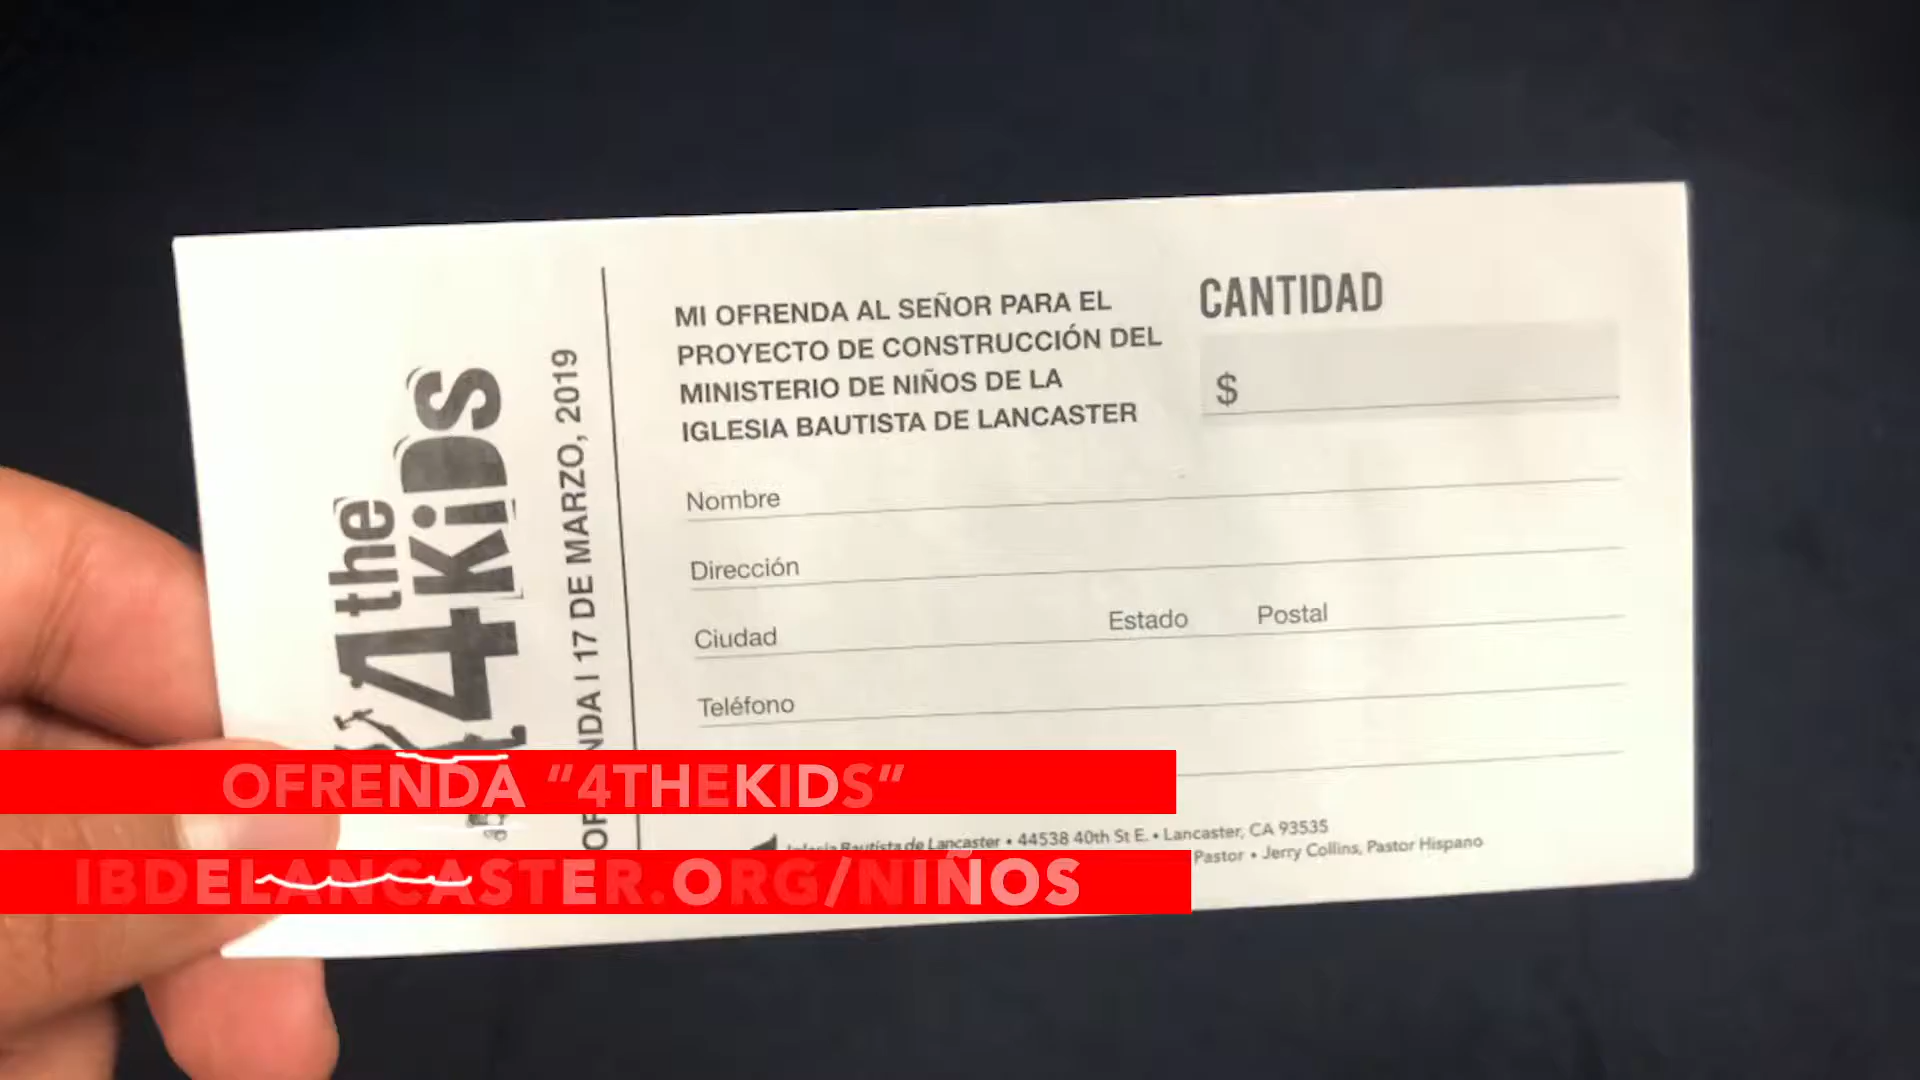 the
4KiDS
OFRENDA | 17 DE MARZO, 2019
MI OFRENDA AL SEÑOR PARA EL
PROYECTO DE CONSTRUCCIÓN DEL
MINISTERIO DE NIÑOS DE LA
IGLESIA BAUTISTA DE LANCASTER
CANTIDAD
$
Nombre
Dirección
Ciudad Estado Postal
Teléfono
OFRENDA “4THEKIDS”
Iglesia Bautista de Lancaster • 44538 40th St E. • Lancaster, CA 93535
Pastor • Jerry Collins, Pastor Hispano
IBDELANCASTER.ORG/NIÑOS